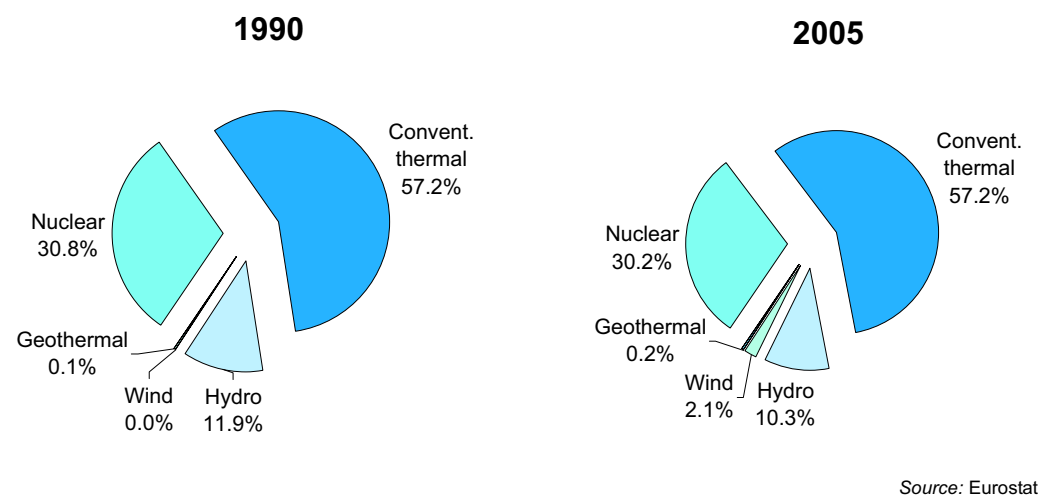 1990
Convent.
thermal
57.2%
Nuclear
30.8%
Geothermal
0.1%
Wind
0.0%
Hydro
11.9%
2005
Convent.
thermal
57.2%
Nuclear
30.2%
Geothermal
0.2%
Wind
2.1%
Hydro
10.3%
Source: Eurostat